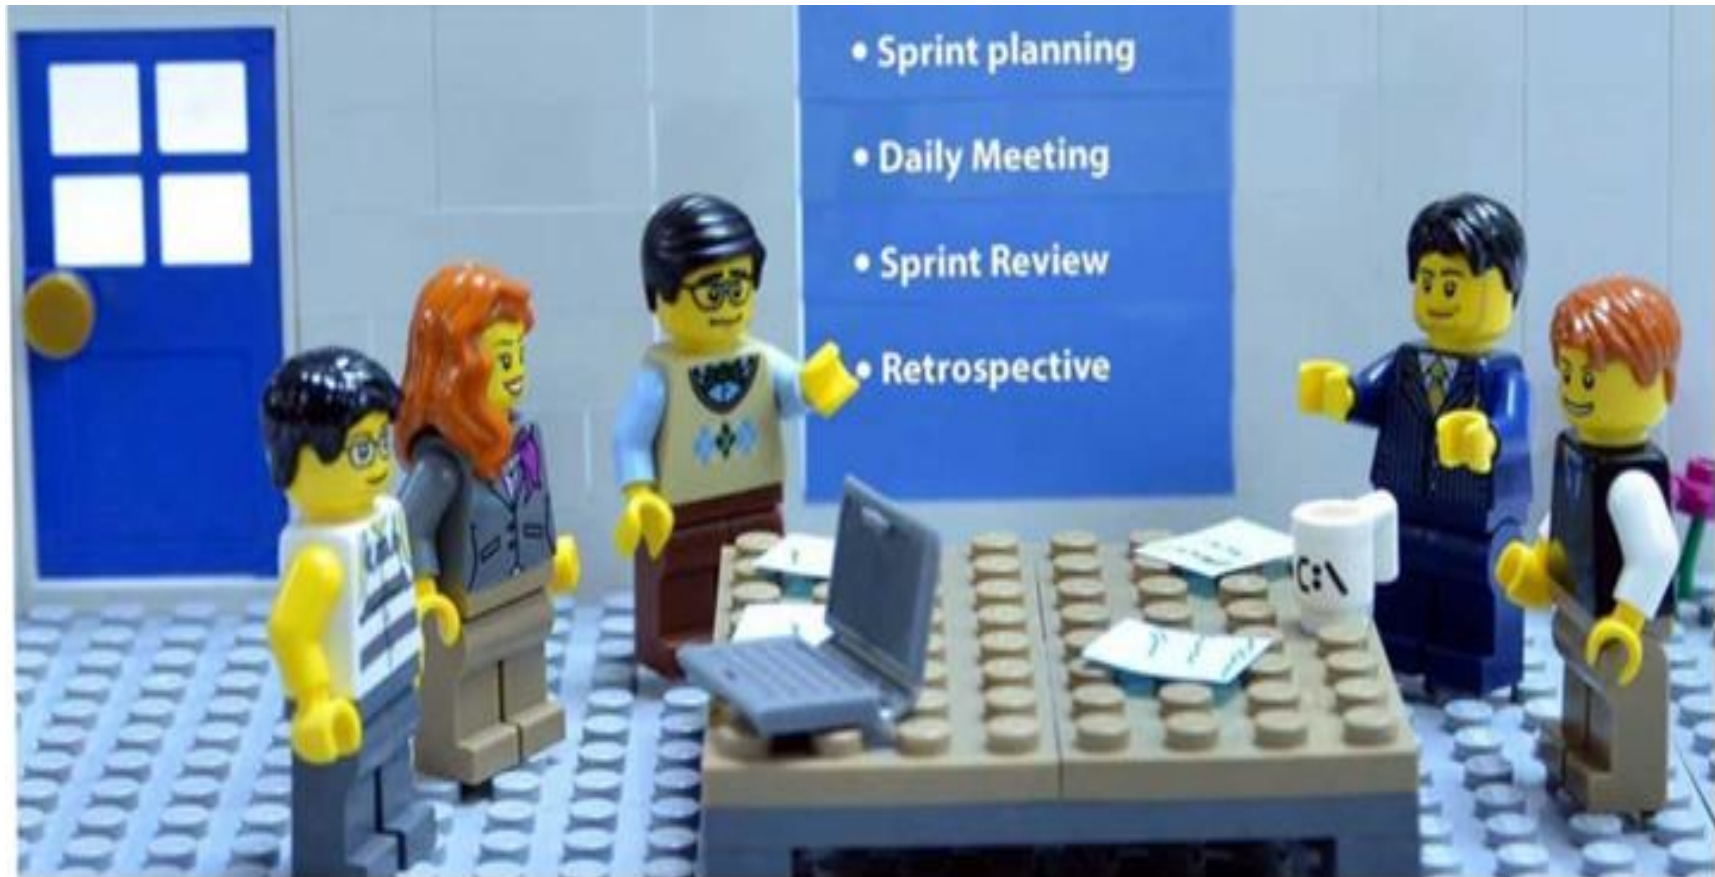 • Sprint planning
• Daily Meeting
• Sprint Review
• Retrospective
C:\